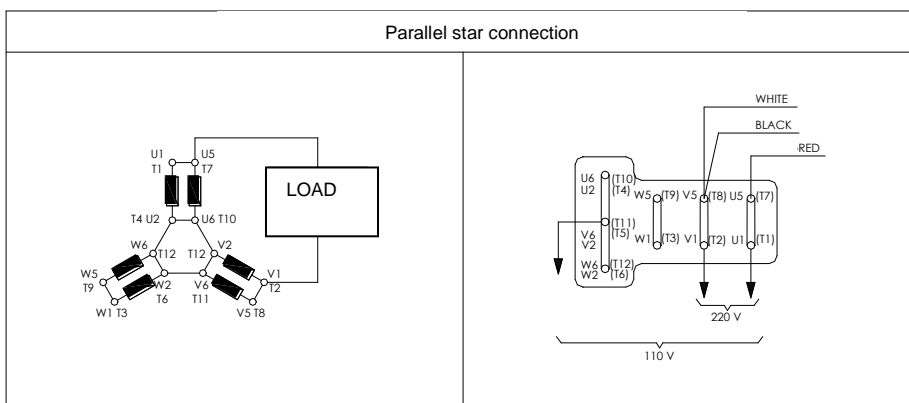 Parallel star connection
U1 U5
T1 T7
LOAD
T4 U2 U6 T10
W6 V2
T12 T12
W5 V1
T9 W2 V6 T2
T6 T11
W1 T3 V5 T8
WHITE
BLACK
RED
U6 (T10)
U2 (T4)
W5 (T9) V5 (T8) U5 (T7)
(T11)
(T5)
V6
V2
W1 (T3) V1 (T2) U1 (T1)
W6 (T12)
W2 (T6)
220 V
110 V